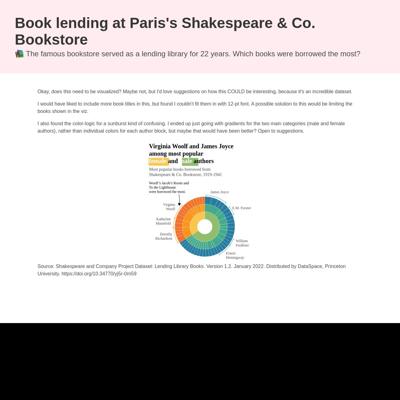 Book lending at Paris's Shakespeare & Co.
Bookstore
📚 The famous bookstore served as a lending library for 22 years. Which books were borrowed the most?
Okay, does this need to be visualized? Maybe not, but I'd love suggestions on how this COULD be interesting, because it's an incredible dataset.
I would have liked to include more book titles in this, but found I couldn't fit them in with 12-pt font. A possible solution to this would be limiting the
books shown in the viz.
I also found the color-logic for a sunburst kind of confusing. I ended up just going with gradients for the two main categories (male and female
authors), rather than individual colors for each author block, but maybe that would have been better? Open to suggestions.
Virginia Woolf and James Joyce
among most popular
female and male authors
Most popular books borrowed from
Shakespeare & Co. Bookstore, 1919-1941
Woolf's Jacob's Room and
To the Lighthouse
were borrowed the most.
James Joyce
Virginia
Woolf
E.M. Forster
Katherine
Mansfield
Dorothy
Richardson
William
Faulkner
Ernest
Hemingway
Source: Shakespeare and Company Project Dataset: Lending Library Books. Version 1.2. January 2022. Distributed by DataSpace, Princeton
University. https://doi.org/10.34770/yj5r-0m59